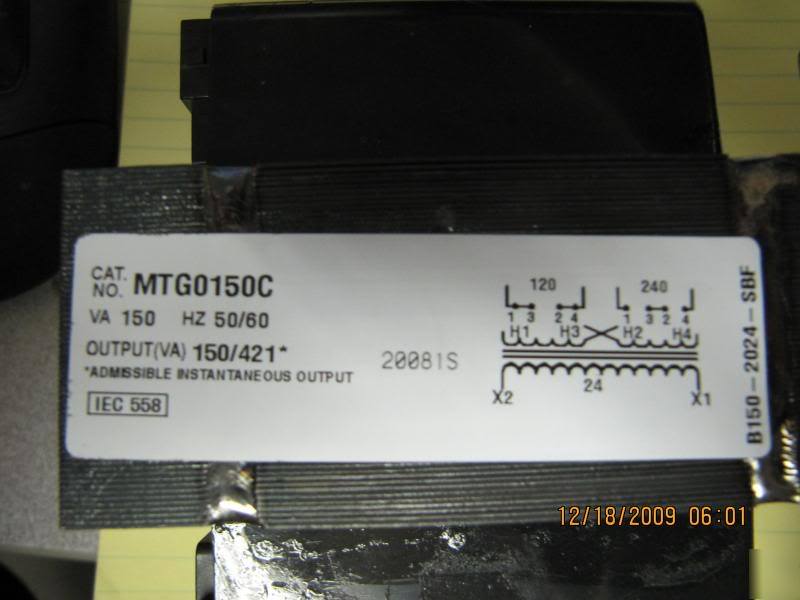 CAT.
NO. MTG0150C
VA 150 HZ 50/60
OUTPUT(VA) 150/421*
*ADMISSIBLE INSTANTANEOUS OUTPUT
IEC 558
20081S
120 240
1 3 2 4 1 3 2 4
H1 H3 H2 H4
24
X2 X1
B150-2024-SBF
12/18/2009 06:01